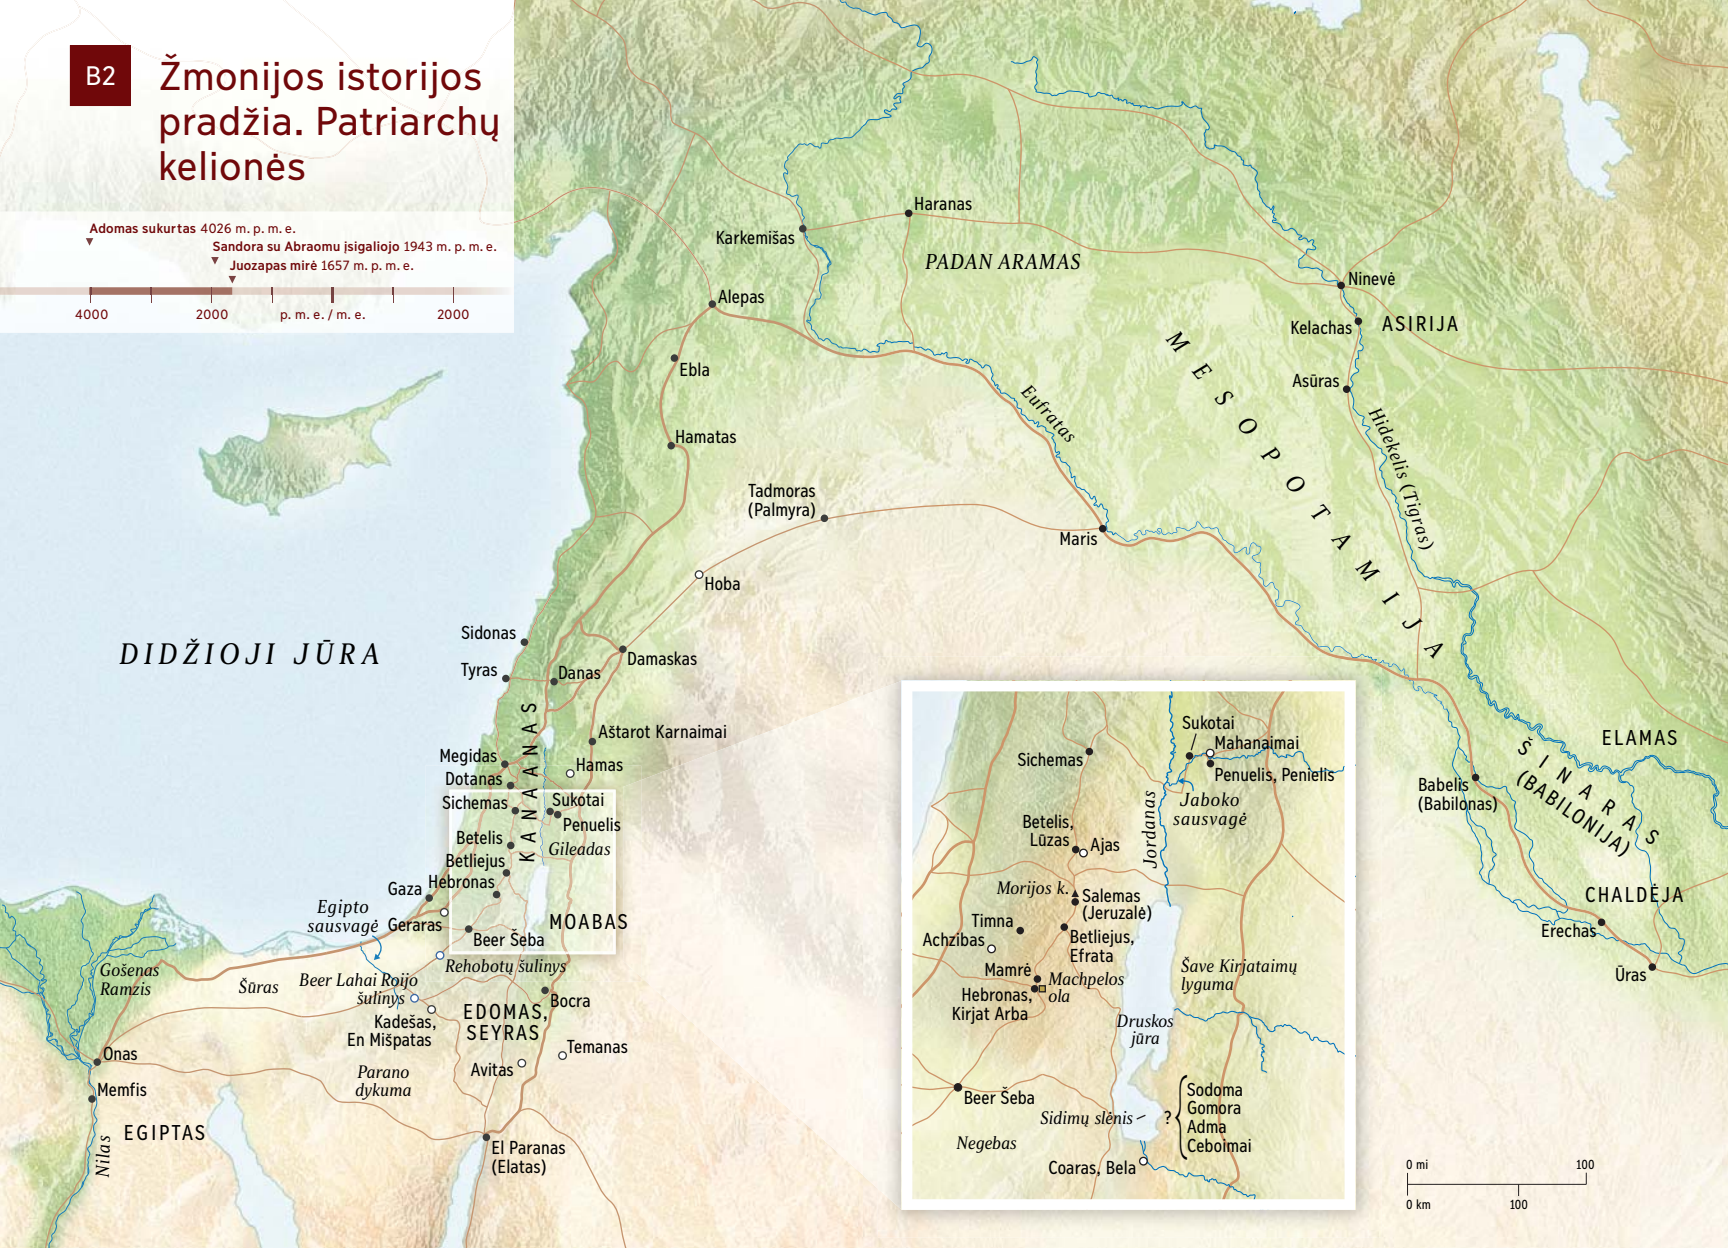 B2
Žmonijos istorijos
pradžia. Patriarchų
kelionės
Adomas sukurtas 4026 m. p. m. e.
Sandora su Abraomu įsigaliojo 1943 m. p. m. e.
Juozapas mirė 1657 m. p. m. e.
4000
2000
p. m. e. / m. e.
2000
Haranas
Karkemišas
PADAN ARAMAS
Ninevė
Alepas
Kelachas
ASIRIJA
Ebla
Asūras
MESOPOTAMIJA
Eufratas
Hidekelis (Tigras)
Hamatas
Tadmoras
(Palmyra)
Maris
Hoba
DIDŽIOJI JŪRA
Sidonas
Damaskas
Tyras
Danas
KANAANAS
Aštarot Karnaimai
Megidas
Hamas
Dotanas
Sichemas
Sukotai
Penuelis
Betelis
Gileadas
Betliejus
Hebronas
Gaza
Egipto
sausvagė
Geraras
MOABAS
Beer Šeba
Rehobotų šulinys
Gošenas
Ramzis
Šūras
Beer Lahai Roijo
šulinys
Bocra
EDOMAS,
SEYRAS
Kadešas,
En Mišpatas
Temanas
Onas
Avitas
Parano
dykuma
Memfis
EGIPTAS
Nilas
El Paranas
(Elatas)
ELAMAS
ŠINARAS
(BABILONIJA)
Babelis
(Babilonas)
CHALDĖJA
Erechas
Ūras
Sukotai
Mahanaimai
Sichemas
Penuelis, Penielis
Jaboko
sausvagė
Jordanas
Betelis,
Lūzas
Ajas
Morijos k.
Salemas
(Jeruzalė)
Timna
Achzibas
Betliejus,
Efrata
Mamrė
Machpelos
ola
Hebronas,
Kirjat Arba
Šave Kirjataimų
lyguma
Druskos
jūra
Beer Šeba
Sidimų slėnis
?
Sodoma
Gomora
Adma
Ceboimai
Negebas
Coaras, Bela
0 mi
100
0 km
100